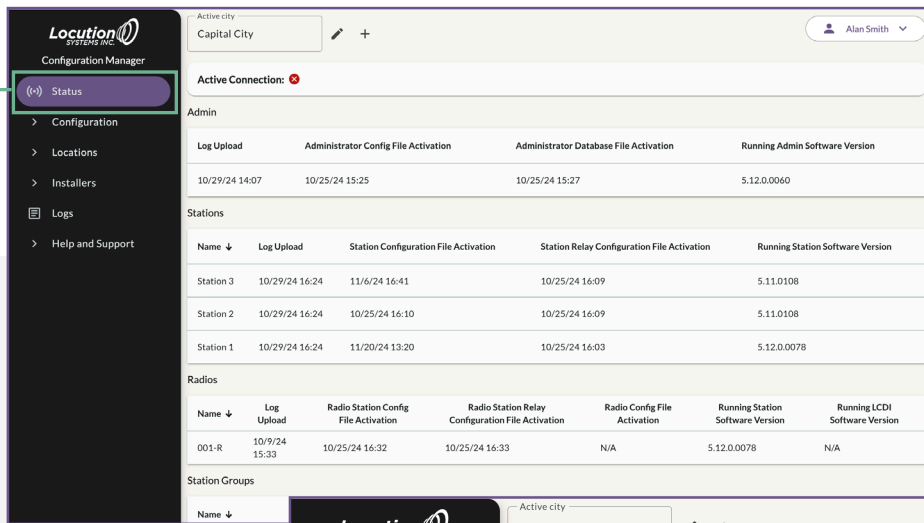 Active city
Locution
SYSTEMS INC.
Configuration Manager
Capital City
Alan Smith
Status
Configuration
Locations
Installers
Logs
Help and Support
Active Connection:
Admin
Log Upload Administrator Config File Activation Administrator Database File Activation Running Admin Software Version
10/29/24 14:07 10/25/24 15:25 10/25/24 15:27 5.12.0.0060
Stations
Name Log Upload Station Configuration File Activation Station Relay Configuration File Activation Running Station Software Version
Station 3 10/29/24 16:24 11/6/24 16:41 10/25/24 16:09 5.11.0108
Station 2 10/29/24 16:24 10/25/24 16:10 10/25/24 16:09 5.11.0108
Station 1 10/29/24 16:24 11/20/24 13:20 10/25/24 16:03 5.12.0.0078
Radios
Name Log Upload Radio Station Config File Activation Radio Station Relay Configuration File Activation Radio Config File Activation Running Station Software Version Running LCDI Software Version
001-R 10/9/24 15:33 10/25/24 16:32 10/25/24 16:33 N/A 5.12.0.0078 N/A
Station Groups
Name
Active city